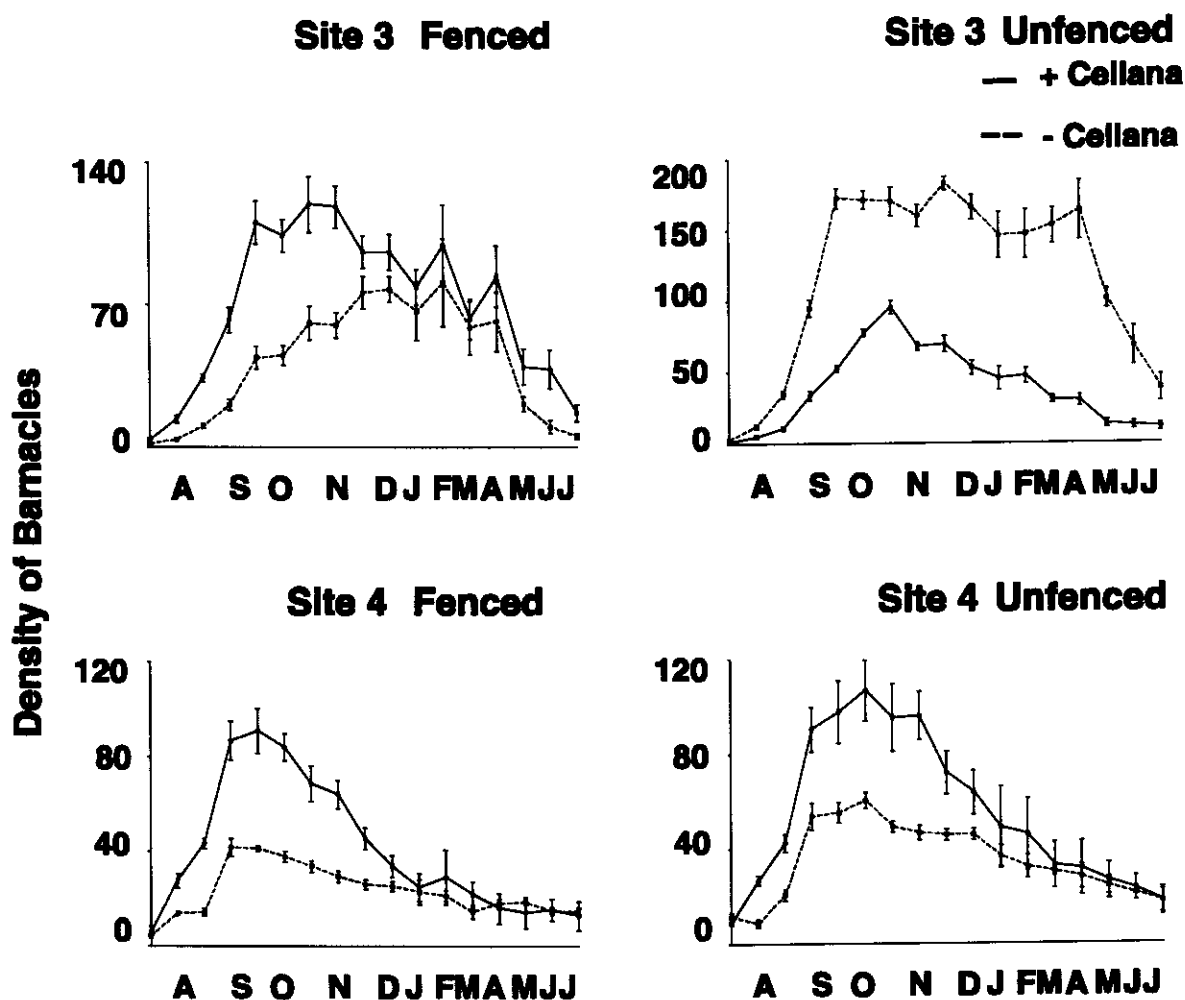 Site 3 Fenced
Site 3 Unfenced
+ Cellana
- Cellana
140
70
0
A S O N D J F M A M J J
200
150
100
50
0
A S O N D J F M A M J J
Density of Barnacles
Site 4 Fenced
Site 4 Unfenced
120
80
40
0
A S O N D J F M A M J J
120
80
40
0
A S O N D J F M A M J J